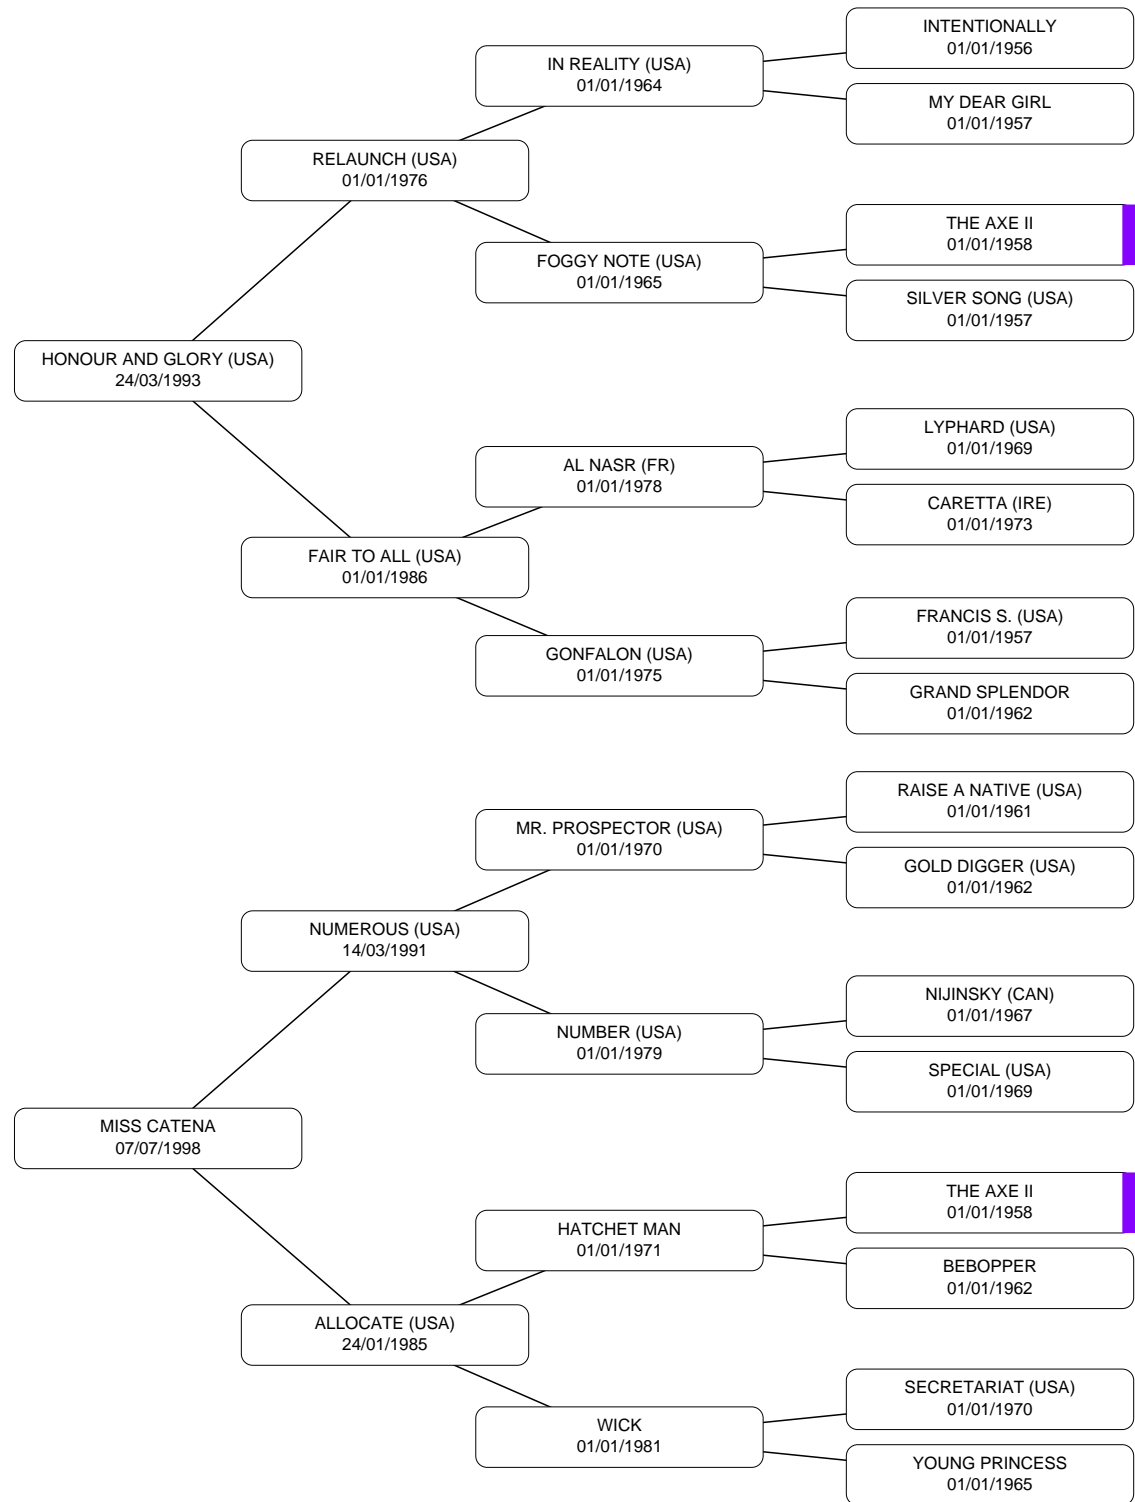 INTENTIONALLY
01/01/1956
IN REALITY (USA)
01/01/1964
MY DEAR GIRL
01/01/1957
RELAUNCH (USA)
01/01/1976
THE AXE II
01/01/1958
FOGGY NOTE (USA)
01/01/1965
SILVER SONG (USA)
01/01/1957
HONOUR AND GLORY (USA)
24/03/1993
LYPHARD (USA)
01/01/1969
AL NASR (FR)
01/01/1978
CARETTA (IRE)
01/01/1973
FAIR TO ALL (USA)
01/01/1986
FRANCIS S. (USA)
01/01/1957
GONFALON (USA)
01/01/1975
GRAND SPLENDOR
01/01/1962
RAISE A NATIVE (USA)
01/01/1961
MR. PROSPECTOR (USA)
01/01/1970
GOLD DIGGER (USA)
01/01/1962
NUMEROUS (USA)
14/03/1991
NIJINSKY (CAN)
01/01/1967
NUMBER (USA)
01/01/1979
SPECIAL (USA)
01/01/1969
MISS CATENA
07/07/1998
THE AXE II
01/01/1958
HATCHET MAN
01/01/1971
BEBOPPER
01/01/1962
ALLOCATE (USA)
24/01/1985
SECRETARIAT (USA)
01/01/1970
WICK
01/01/1981
YOUNG PRINCESS
01/01/1965